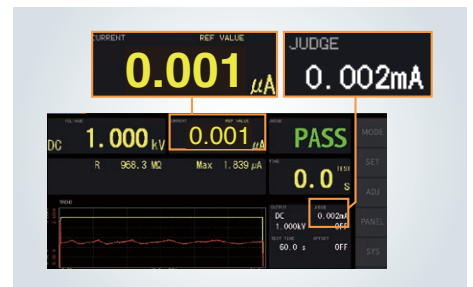 CURRENT REF VALUE
0.001 μA
JUDGE
0.002mA
VOLTAGE
DC 1.000 kV
CURRENT REF VALUE
0.001 μA
JUDGE
PASS
MODE
R 968.3 MΩ Max 1.839 μA
TIME
TEST
0.0 s
SET
ADJ
TREND
OUTPUT
DC
1.000kV
JUDGE
0.002mA
OFF
PANEL
TEST TIME
60.0 s
OFFSET
OFF
SYS